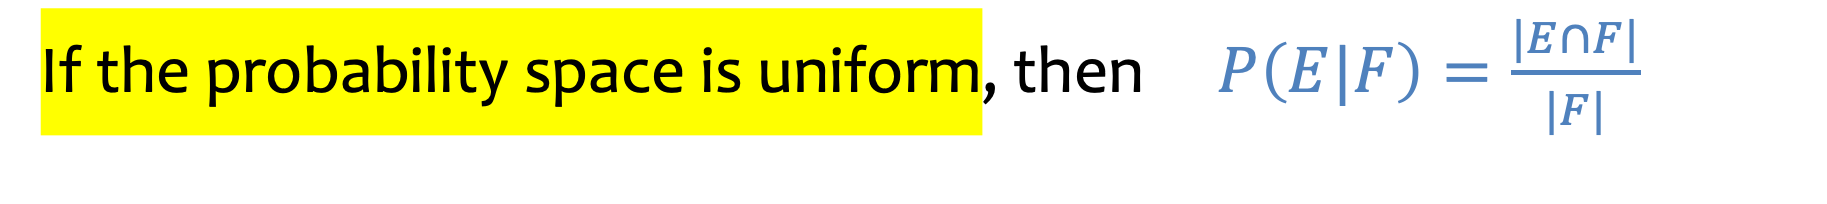 If the probability space is uniform, then P(E|F) = |E∩F| / |F|